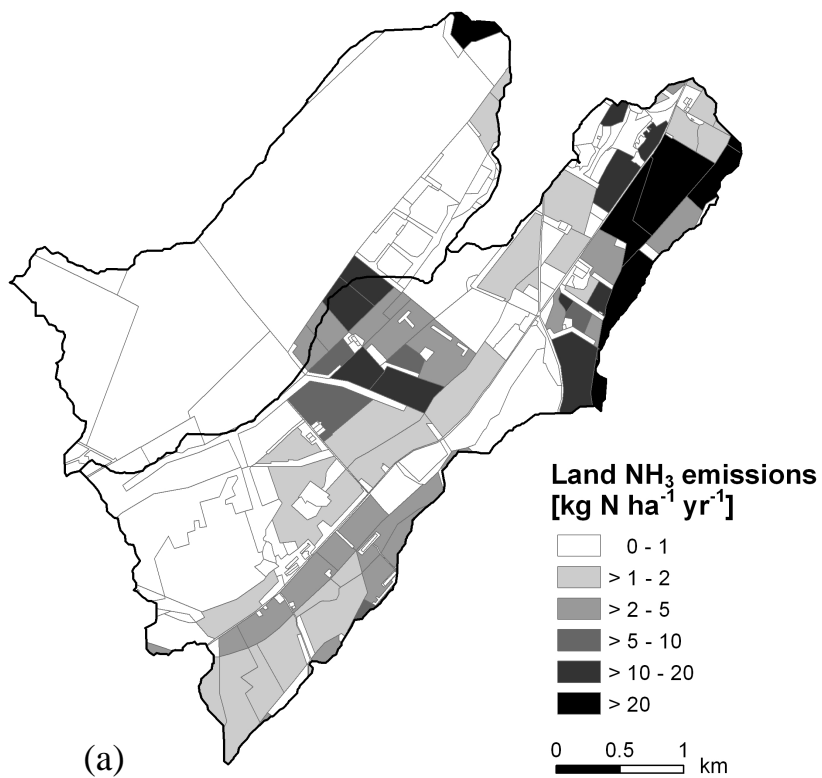 Land NH₃ emissions
[kg N ha⁻¹ yr⁻¹]
0 - 1
> 1 - 2
> 2 - 5
> 5 - 10
> 10 - 20
> 20
0 0.5 1
km
(a)